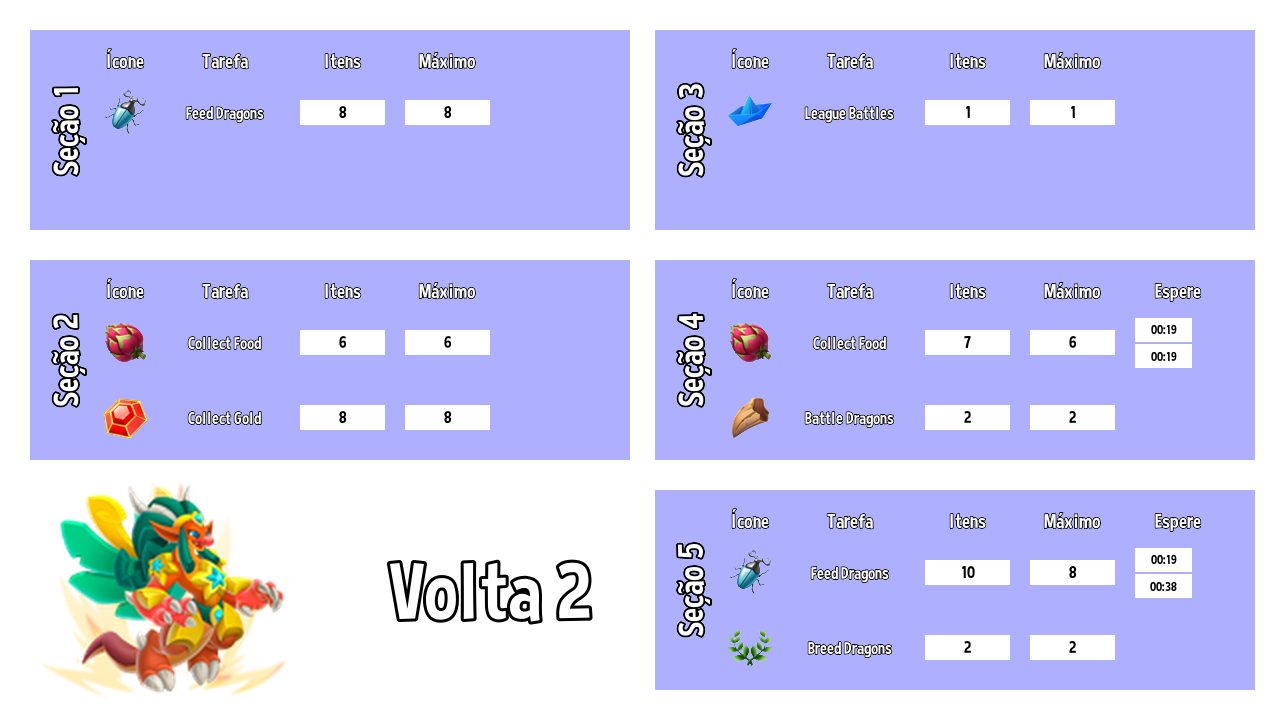 Seção 1
Ícone Tarefa Itens Máximo
Feed Dragons 8 8
Seção 2
Ícone Tarefa Itens Máximo
Collect Food 6 6
Collect Gold 8 8
Seção 3
Ícone Tarefa Itens Máximo
League Battles 1 1
Seção 4
Ícone Tarefa Itens Máximo Espere
Collect Food 7 6 00:19
00:19
Battle Dragons 2 2
Seção 5
Ícone Tarefa Itens Máximo Espere
Feed Dragons 10 8 00:19
00:38
Breed Dragons 2 2
Volta 2